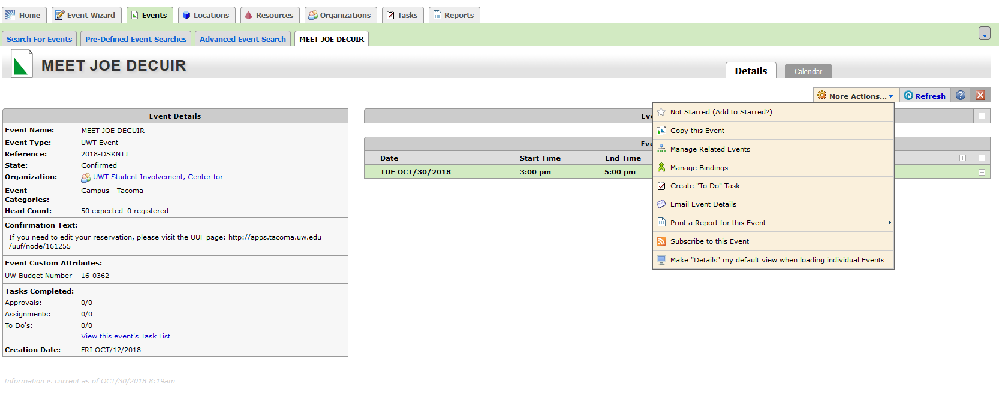 Home Event Wizard Events Locations Resources Organizations Tasks Reports
Search For Events Pre-Defined Event Searches Advanced Event Search MEET JOE DECUIR
MEET JOE DECUIR
Details Calendar
More Actions... Refresh ?
Event Details
Event Name: MEET JOE DECUIR
Event Type: UWT Event
Reference: 2018-DSKNTJ
State: Confirmed
Organization: UWT Student Involvement, Center for
Event
Categories: Campus - Tacoma
Head Count: 50 expected 0 registered
Confirmation Text:
If you need to edit your reservation, please visit the UUF page: http://apps.tacoma.uw.edu
/uuf/node/161255
Event Custom Attributes:
UW Budget Number 16-0362
Tasks Completed:
Approvals: 0/0
Assignments: 0/0
To Do's: 0/0
View this event's Task List
Creation Date: FRI OCT/12/2018
Information is current as of OCT/30/2018 8:19am
Eve
Eve
Date Start Time End Time
TUE OCT/30/2018 3:00 pm 5:00 pm
Not Starred (Add to Starred?)
Copy this Event
Manage Related Events
Manage Bindings
Create "To Do" Task
Email Event Details
Print a Report for this Event
Subscribe to this Event
Make "Details" my default view when loading individual Events